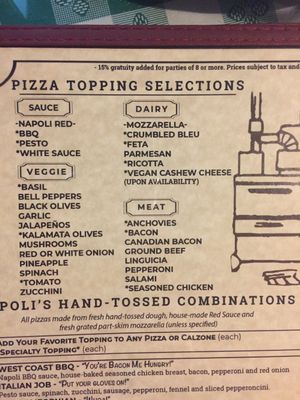 - 15% gratuity added for parties of 8 or more. Prices subject to tax and
PIZZA TOPPING SELECTIONS
SAUCE
-NAPOLI RED-
*BBQ
*PESTO
*WHITE SAUCE
VEGGIE
*BASIL
BELL PEPPERS
BLACK OLIVES
GARLIC
JALAPEÑOS
*KALAMATA OLIVES
MUSHROOMS
RED OR WHITE ONION
PINEAPPLE
SPINACH
*TOMATO
ZUCCHINI
DAIRY
-MOZZARELLA-
*CRUMBLED BLEU
*FETA
PARMESAN
*RICOTTA
*VEGAN CASHEW CHEESE
(UPON AVAILABILITY)
MEAT
*ANCHOVIES
*BACON
CANADIAN BACON
GROUND BEEF
LINGUICIA
PEPPERONI
SALAMI
*SEASONED CHICKEN
POLI'S HAND-TOSSED COMBINATIONS
All pizzas made from fresh hand-tossed dough, house-made Red Sauce and
fresh grated part-skim mozzarella (unless specified)
ADD YOUR FAVORITE TOPPING TO ANY PIZZA OR CALZONE (each)
SPECIALTY TOPPING* (each)
WEST COAST BBQ - "YOU'RE BACON ME HUNGRY!"
Napoli BBQ sauce, house-baked seasoned chicken breast, bacon, pepperoni and red onion
ITALIAN JOB - "PUT YOUR GLOVES ON!"
Pesto sauce, spinach, zucchini, sausage, pepperoni, fennel and sliced pepperoncini.